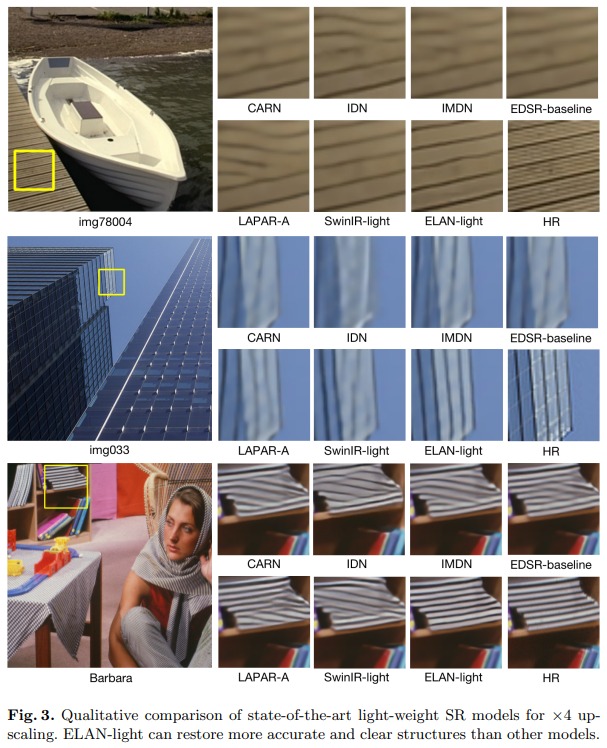 CARN IDN IMDN EDSR-baseline
LAPAR-A SwinIR-light ELAN-light HR
img78004
CARN IDN IMDN EDSR-baseline
LAPAR-A SwinIR-light ELAN-light HR
img033
CARN IDN IMDN EDSR-baseline
LAPAR-A SwinIR-light ELAN-light HR
Barbara
Fig. 3. Qualitative comparison of state-of-the-art light-weight SR models for ×4 up-
scaling. ELAN-light can restore more accurate and clear structures than other models.